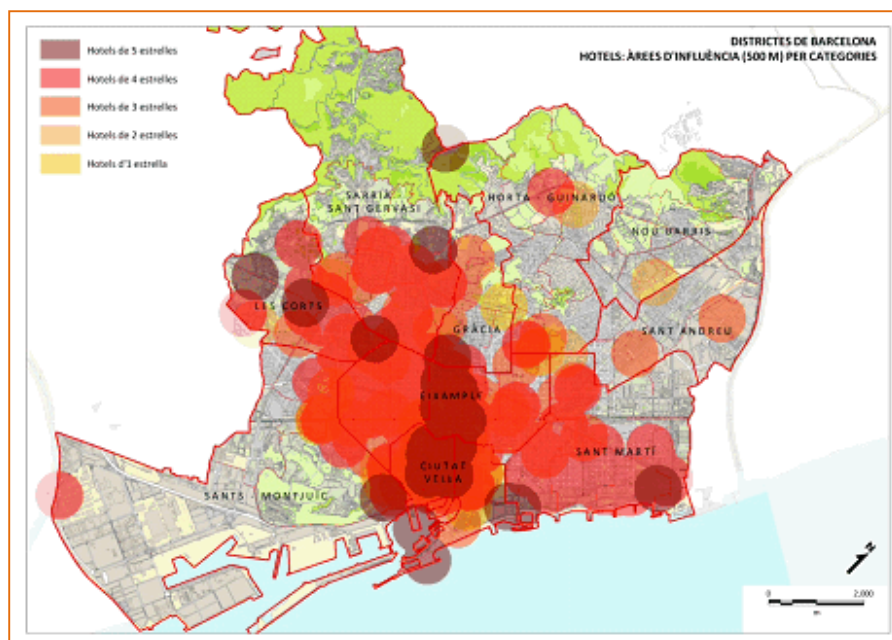 DISTRICTES DE BARCELONA
HOTELS: ÀREES D'INFLUÈNCIA (500 M) PER CATEGORIES
Hotels de 5 estrelles
Hotels de 4 estrelles
Hotels de 3 estrelles
Hotels de 2 estrelles
Hotels d'1 estrella
SARRIÀ
SANT GERVASI
HORTA - GUINARDÓ
NOU BARRIS
LES CORTS
GRÀCIA
SANT ANDREU
EIXAMPLE
CIUTAT
VELLA
SANT MARTÍ
SANTS - MONTJUÏC
N
0 2.000
m